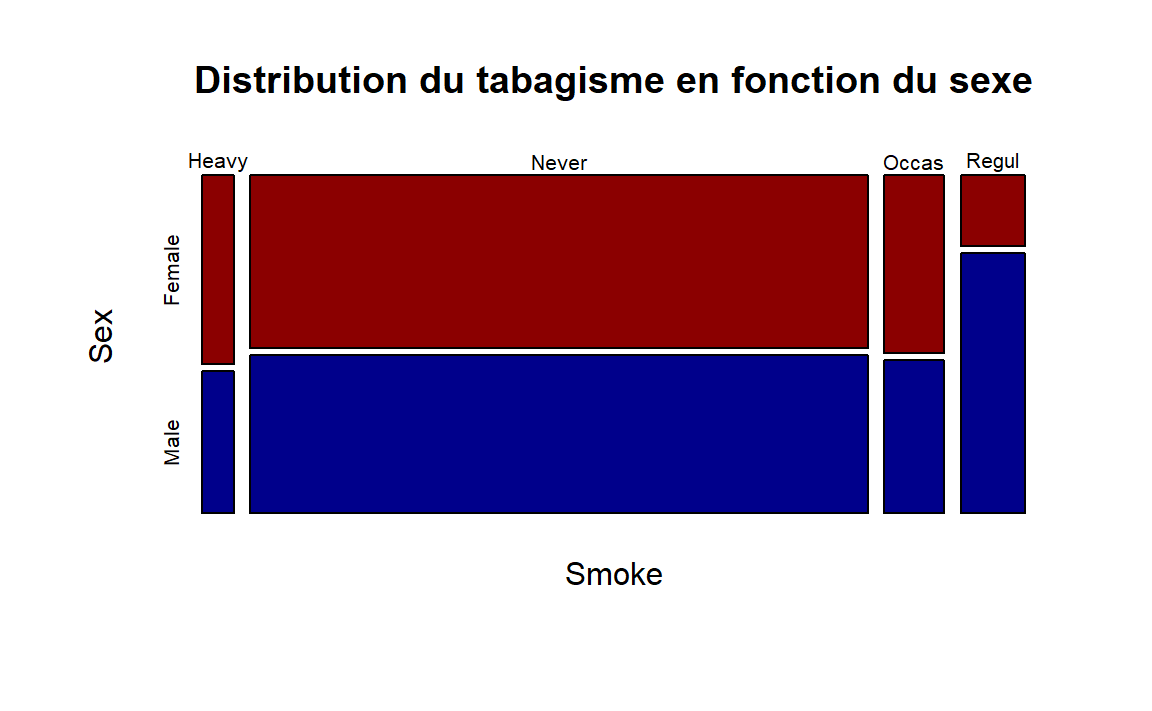 Distribution du tabagisme en fonction du sexe
Heavy
Never
Occas
Regul
Female
Male
Sex
Smoke